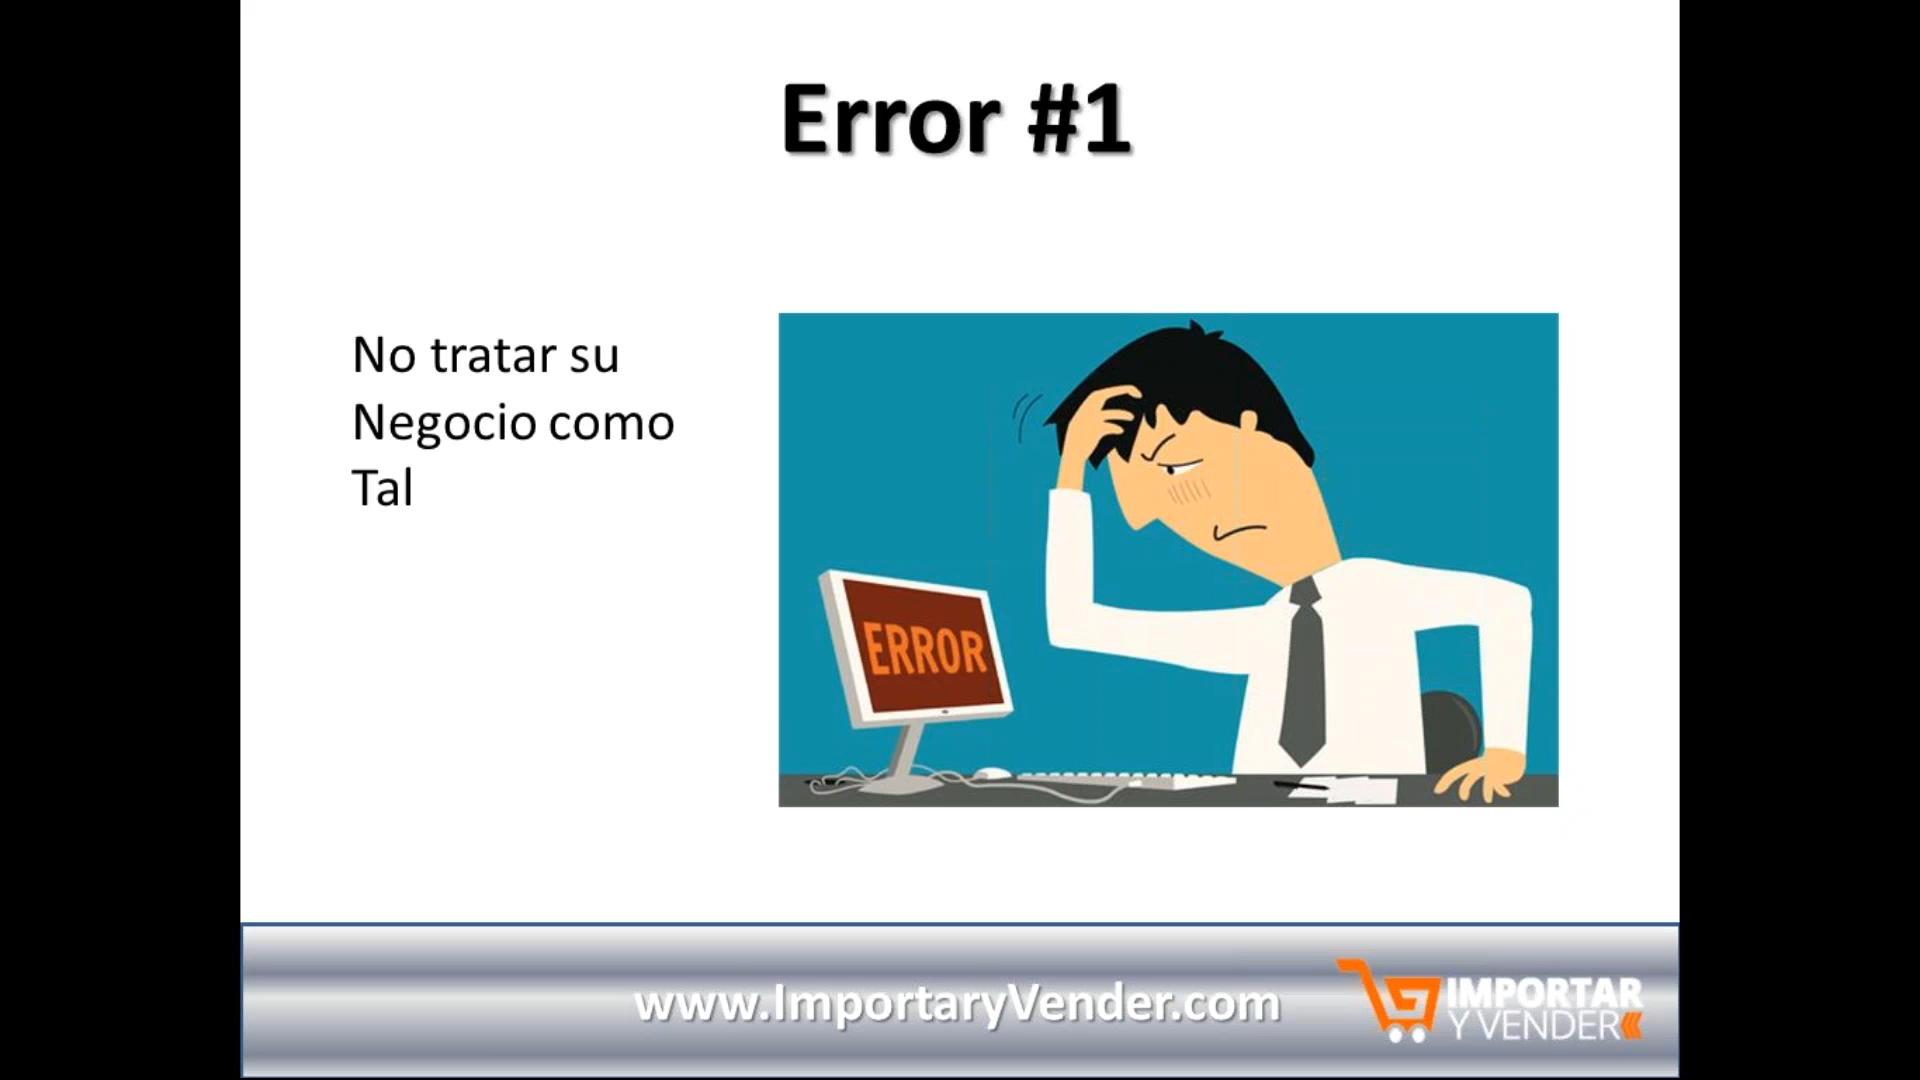 Error #1
No tratar su
Negocio como
Tal
ERROR
www.ImportaryVender.com
IMPORTAR
Y VENDER